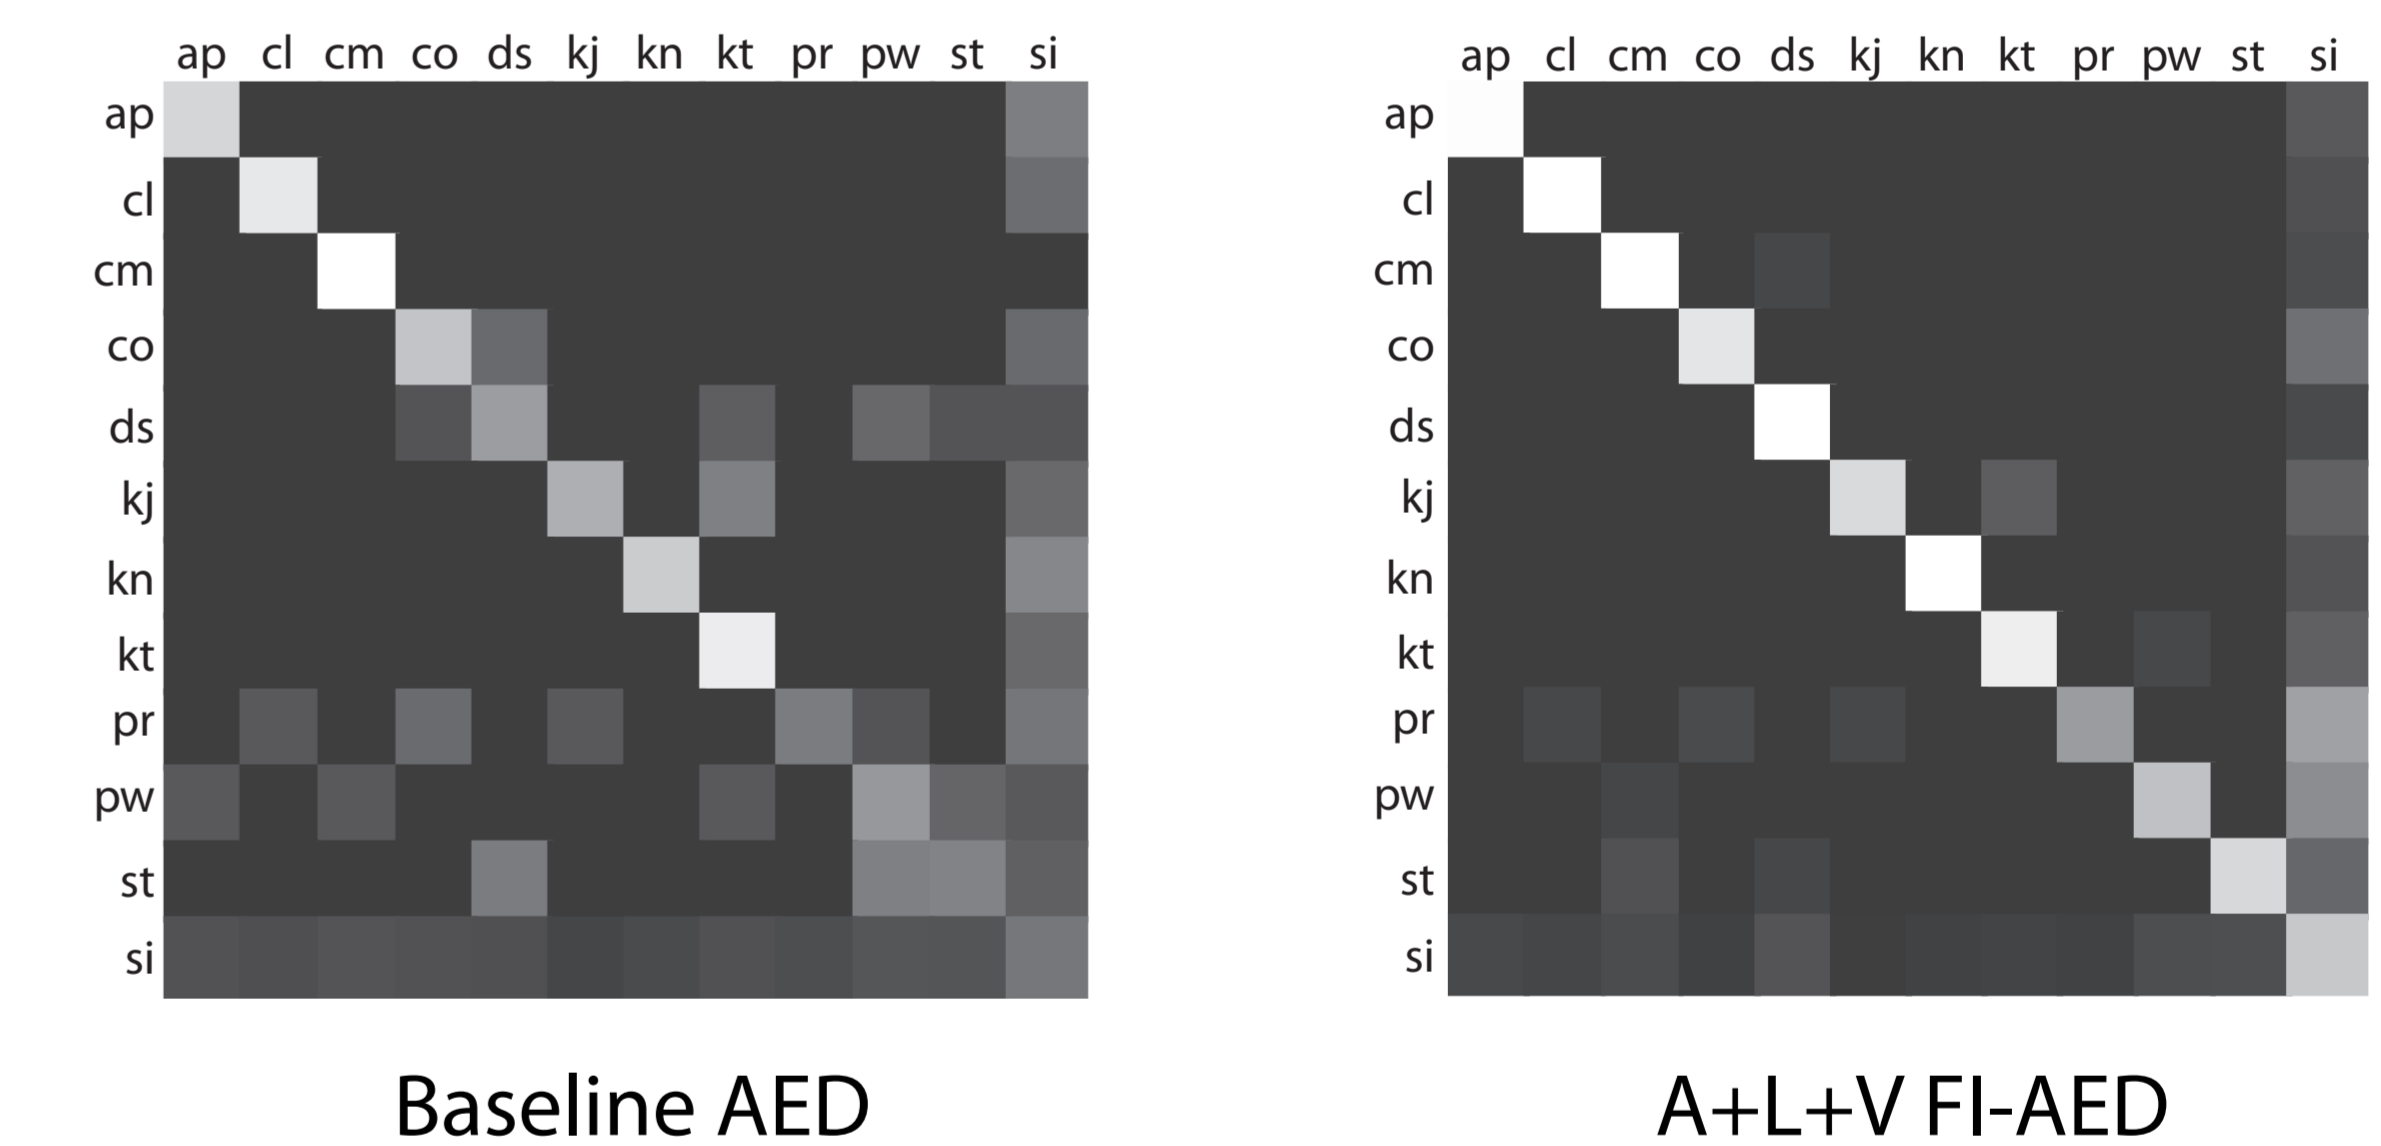 ap cl cm co ds kj kn kt pr pw st si
ap
cl
cm
co
ds
kj
kn
kt
pr
pw
st
si
Baseline AED
ap cl cm co ds kj kn kt pr pw st si
ap
cl
cm
co
ds
kj
kn
kt
pr
pw
st
si
A+L+V FI-AED